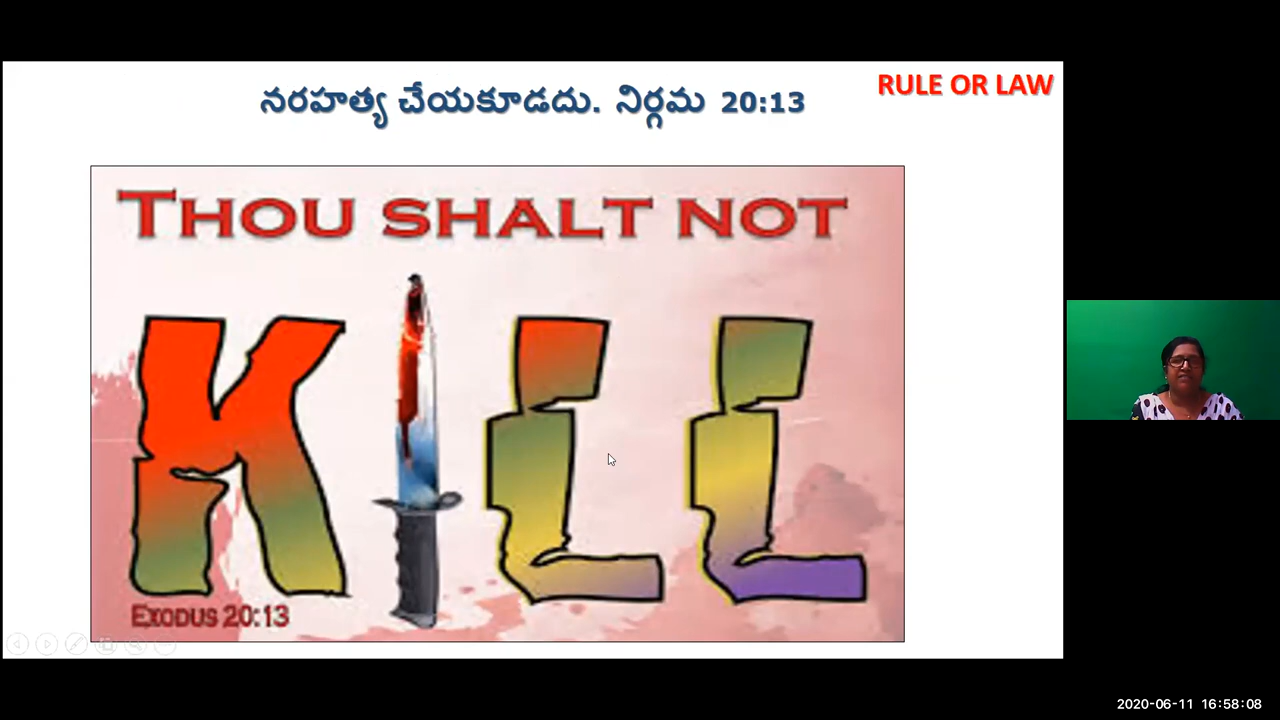 నరహత్య చేయకూడదు. నిర్గమ 20:13
RULE OR LAW
THOU SHALT NOT
KILL
EXODUS 20:13
2020-06-11 16:58:08